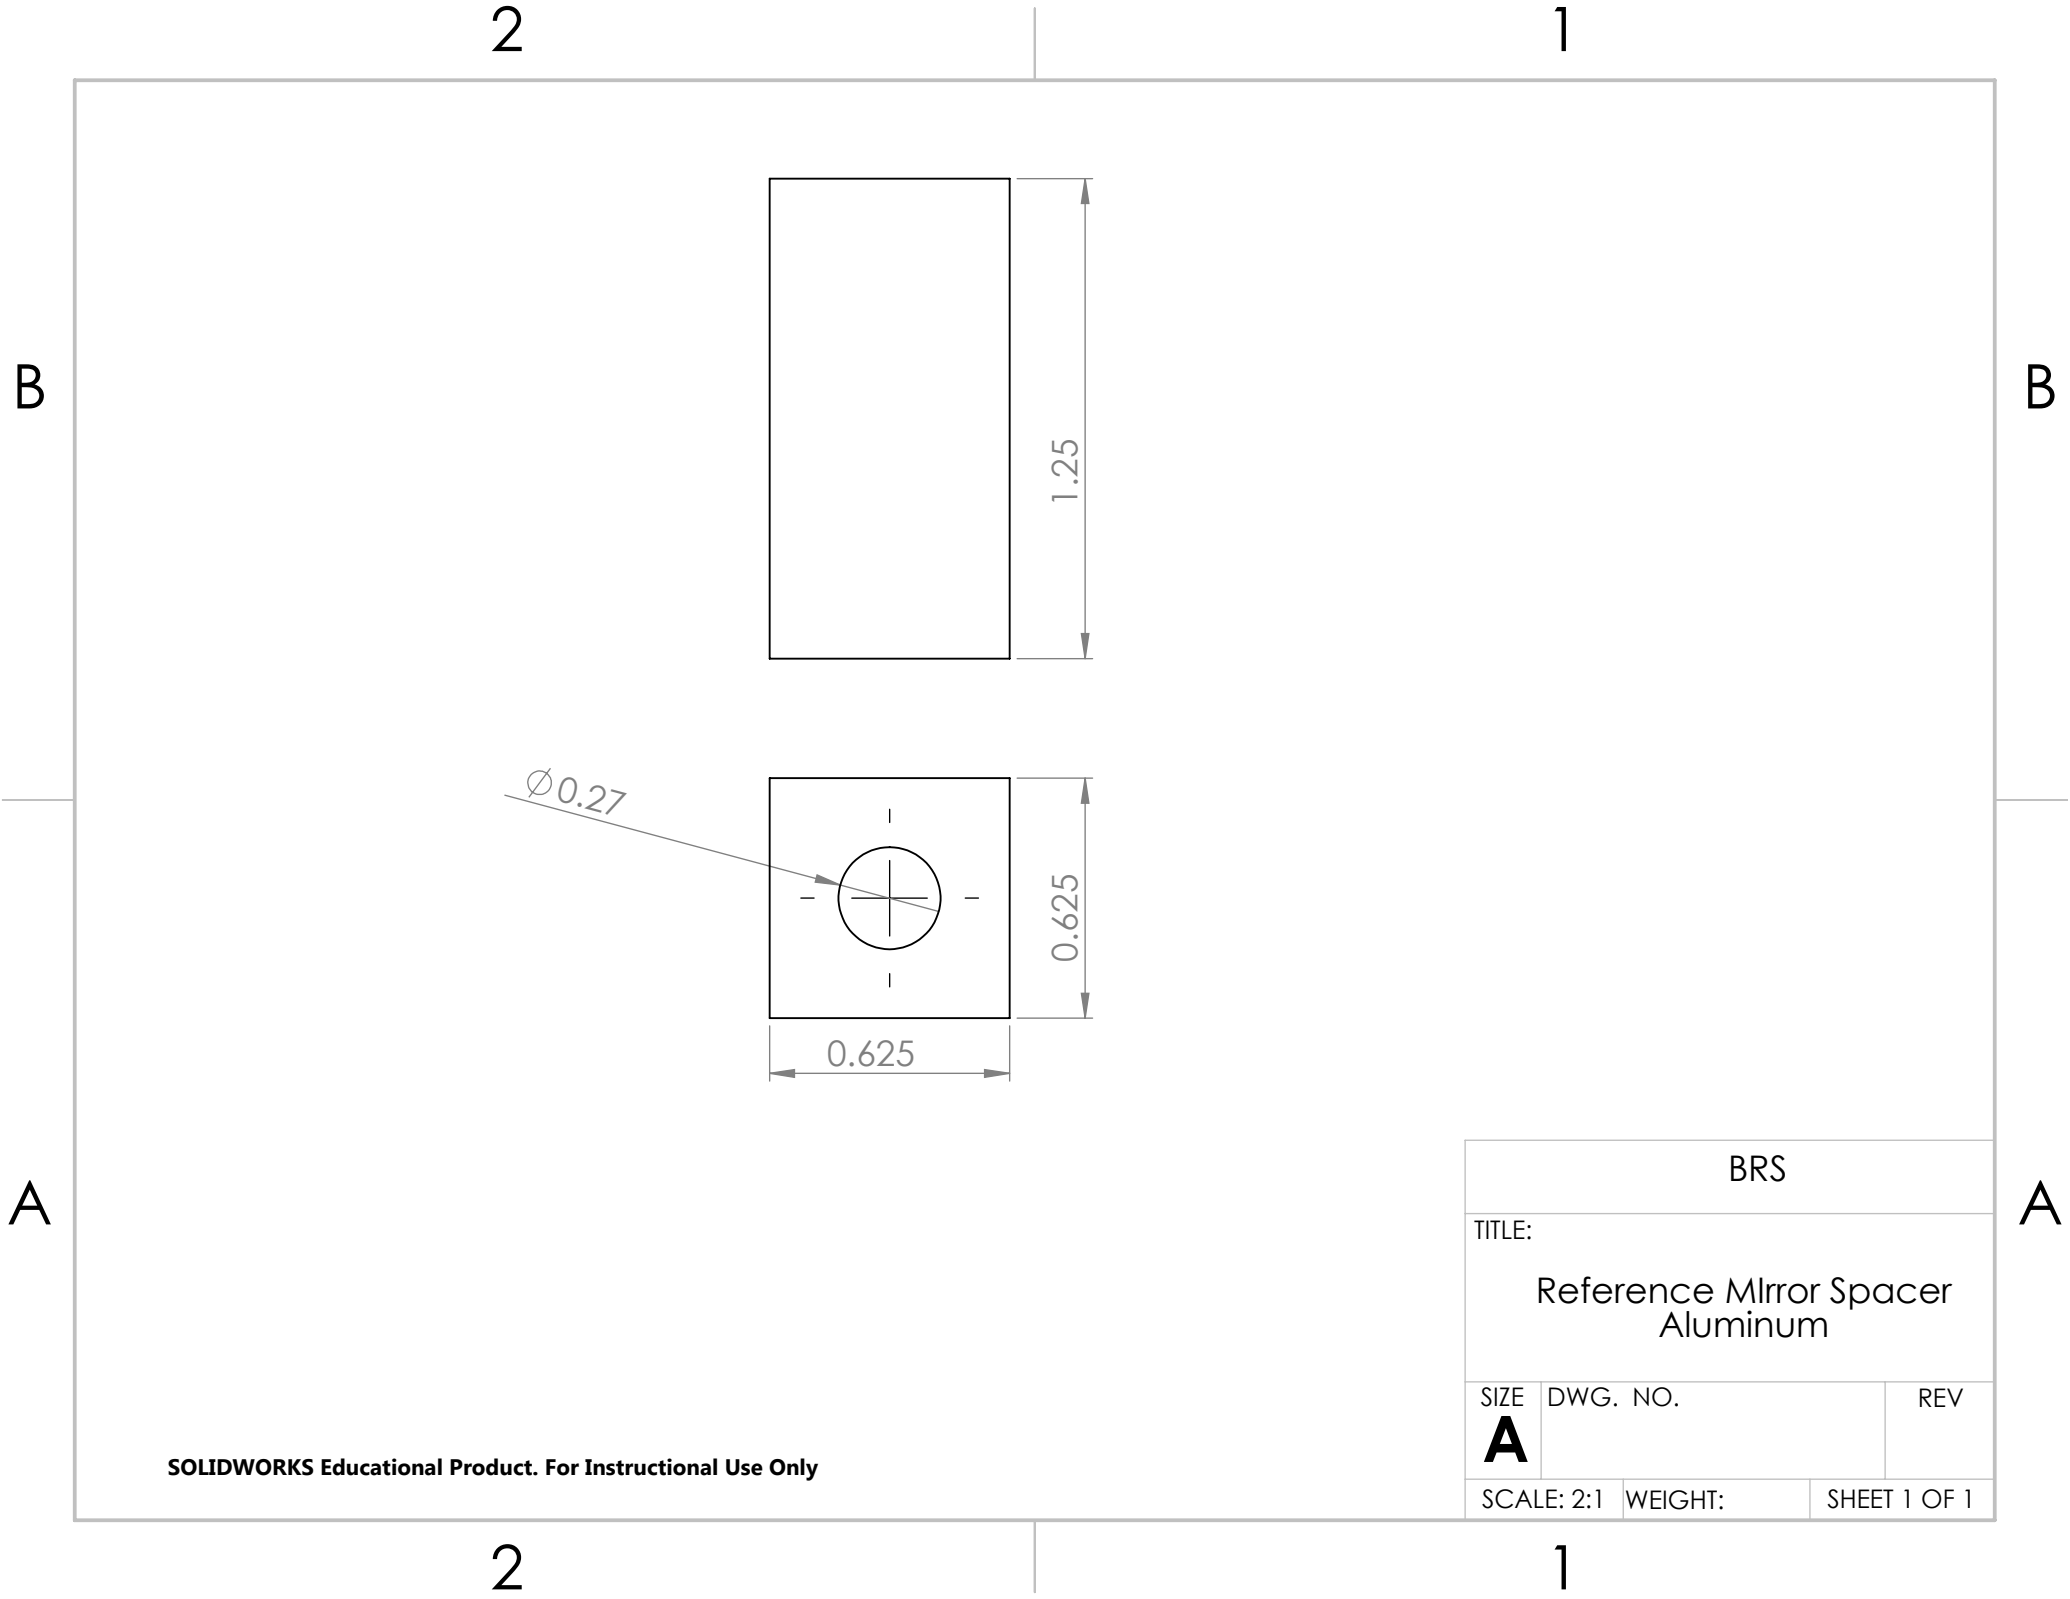 2
1
B
B
1.25
⌀0.27
0.625
0.625
A
A
BRS
TITLE:
Reference MIrror Spacer
Aluminum
SIZE
DWG. NO.
REV
A
SOLIDWORKS Educational Product. For Instructional Use Only
SCALE: 2:1
WEIGHT:
SHEET 1 OF 1
2
1